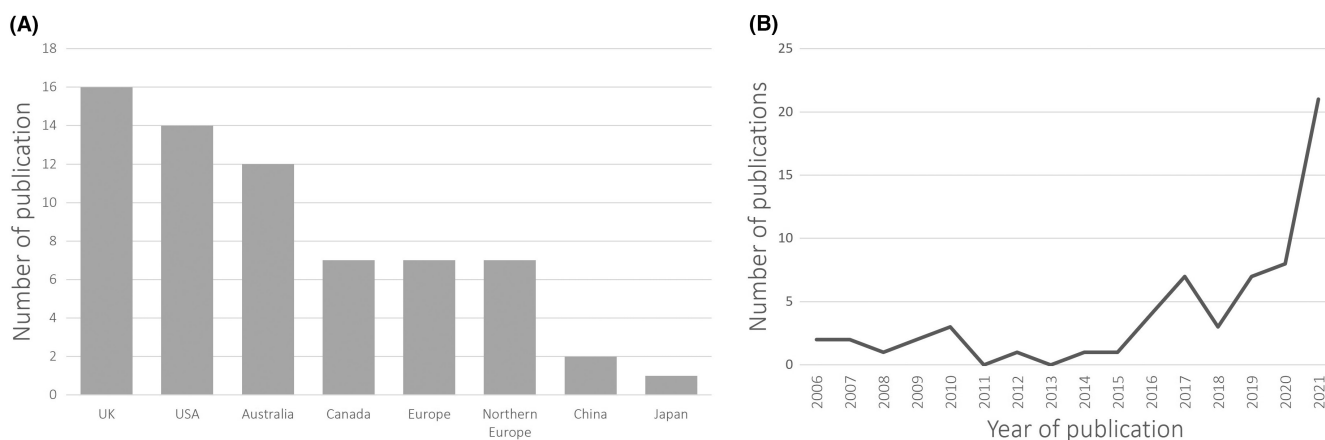 (A)
Number of publication
18
16
14
12
10
8
6
4
2
0
UK USA Australia Canada Europe Northern Europe China Japan
(B)
Number of publications
25
20
15
10
5
0
2006 2007 2008 2009 2010 2011 2012 2013 2014 2015 2016 2017 2018 2019 2020 2021
Year of publication